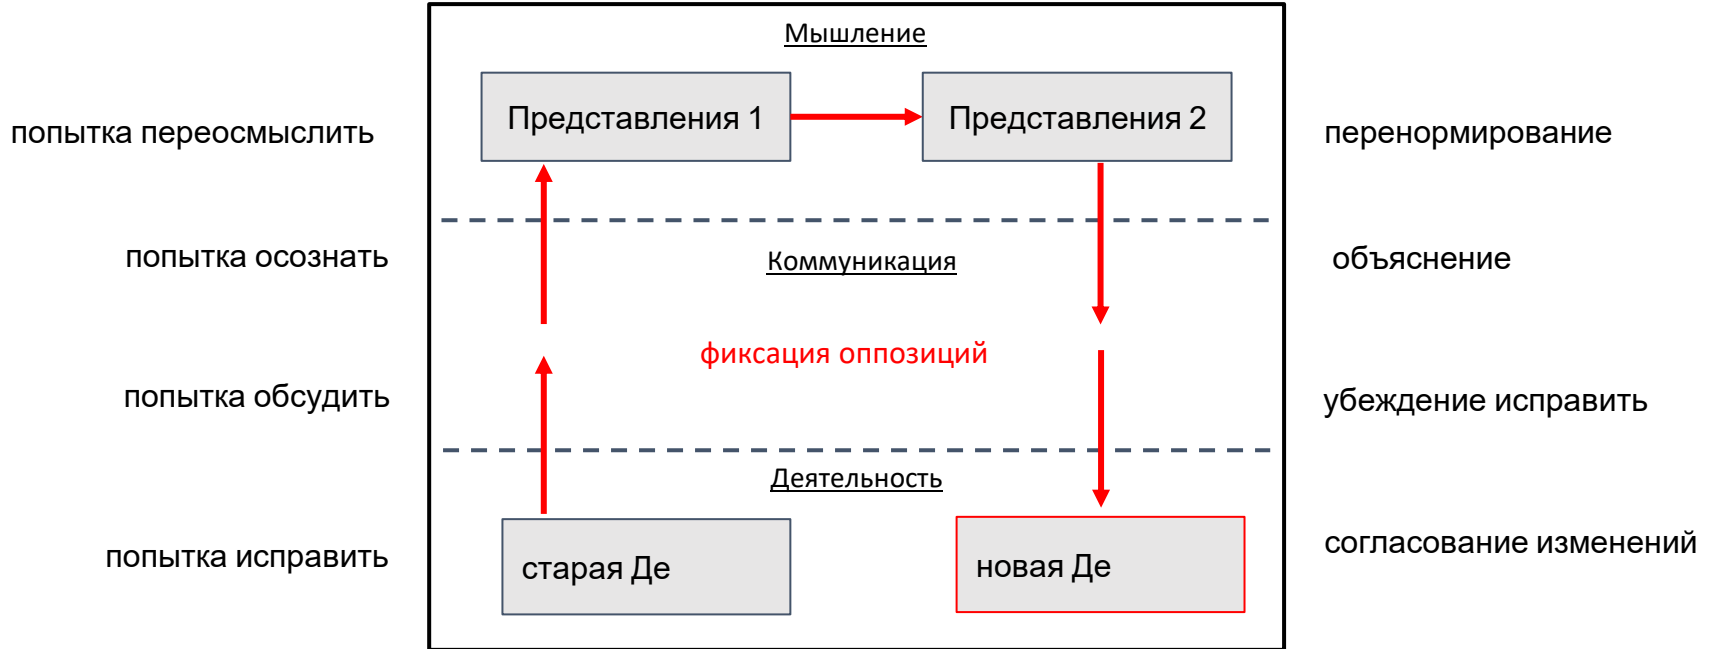 Мышление
Представления 1
Представления 2
попытка переосмыслить
перенормирование
попытка осознать
Коммуникация
объяснение
фиксация оппозиций
попытка обсудить
убеждение исправить
Деятельность
попытка исправить
старая Де
новая Де
согласование изменений